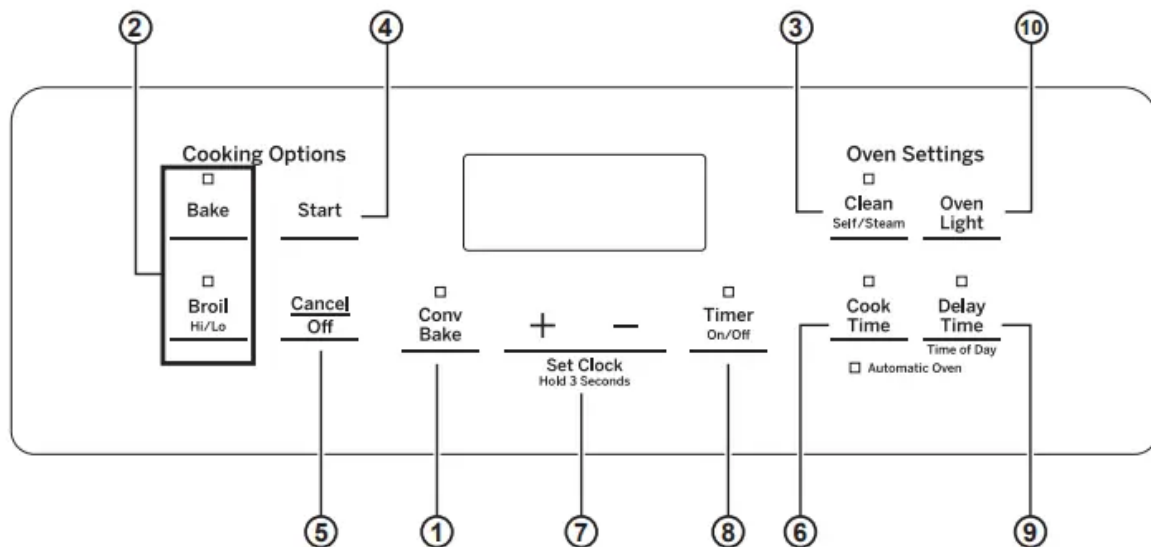 2
4
3
10
Cooking Options
Oven Settings
Bake
Start
Clean
Self/Steam
Oven
Light
Broil
Hi/Lo
Cancel
Off
Conv
Bake
+ −
Set Clock
Hold 3 Seconds
Timer
On/Off
Cook
Time
Delay
Time
Time of Day
Automatic Oven
5
1
7
8
6
9